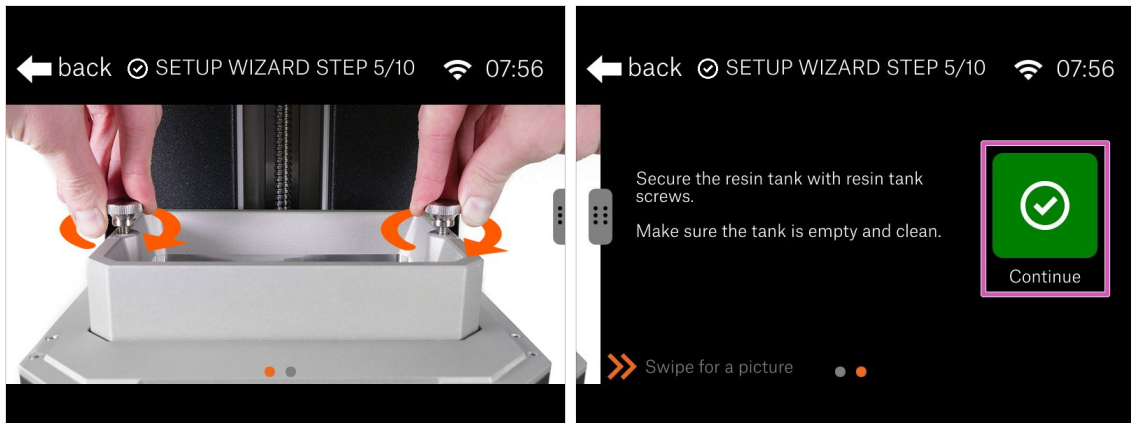 back SETUP WIZARD STEP 5/10 07:56
back SETUP WIZARD STEP 5/10 07:56
Secure the resin tank with resin tank
screws.
Make sure the tank is empty and clean.
Continue
Swipe for a picture